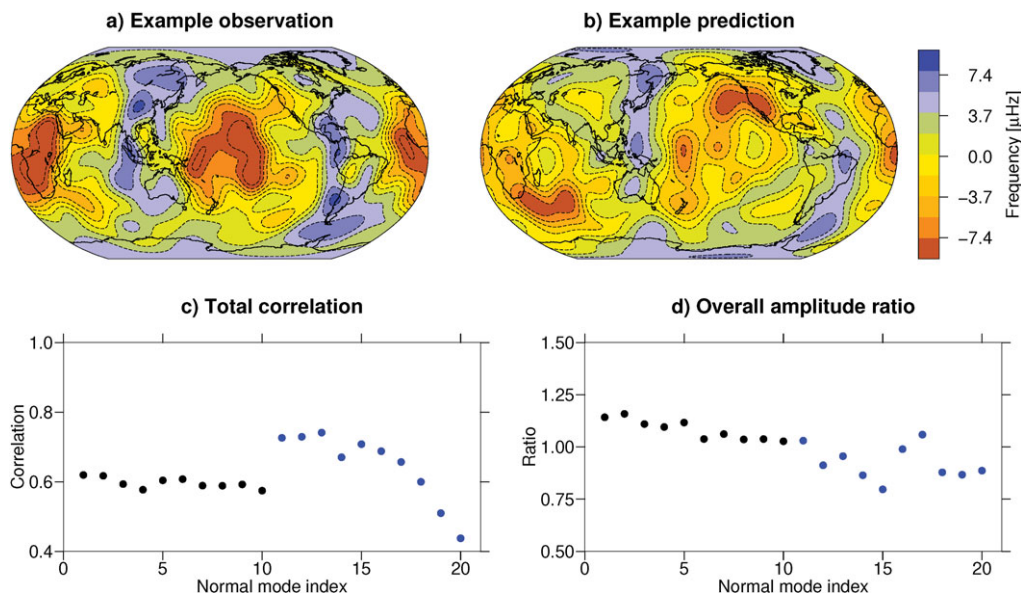 a) Example observation
b) Example prediction
7.4
3.7
0.0
−3.7
−7.4
Frequency [µHz]
c) Total correlation
1.0
0.8
0.6
0.4
Correlation
0
5
10
15
20
Normal mode index
d) Overall amplitude ratio
1.50
1.25
1.00
0.75
0.50
Ratio
0
5
10
15
20
Normal mode index